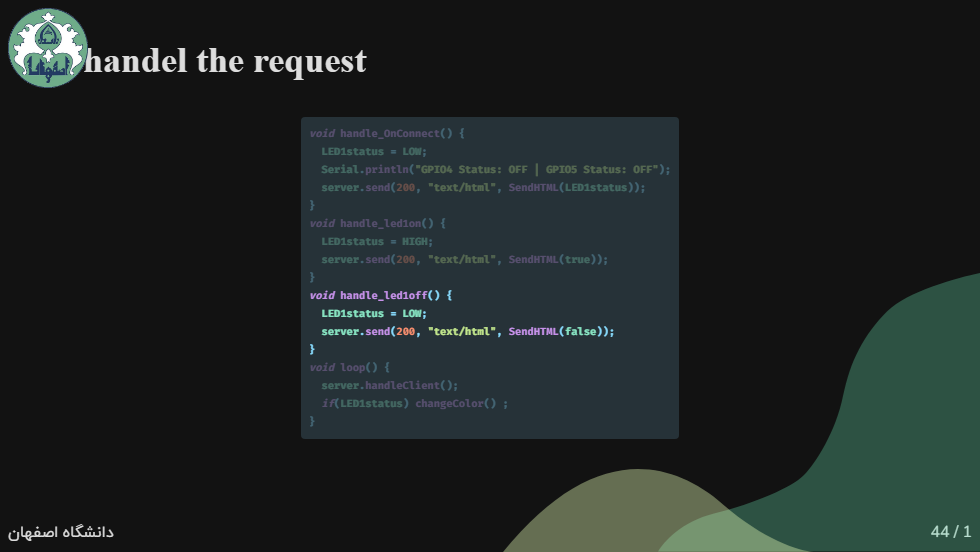 handel the request
void handle_OnConnect() {
  LED1status = LOW;
  Serial.println("GPIO4 Status: OFF | GPIO5 Status: OFF");
  server.send(200, "text/html", SendHTML(LED1status));
}
void handle_led1on() {
  LED1status = HIGH;
  server.send(200, "text/html", SendHTML(true));
}
void handle_led1off() {
  LED1status = LOW;
  server.send(200, "text/html", SendHTML(false));
}
void loop() {
  server.handleClient();
  if(LED1status) changeColor() ;
}
دانشگاه اصفهان
44 / 1